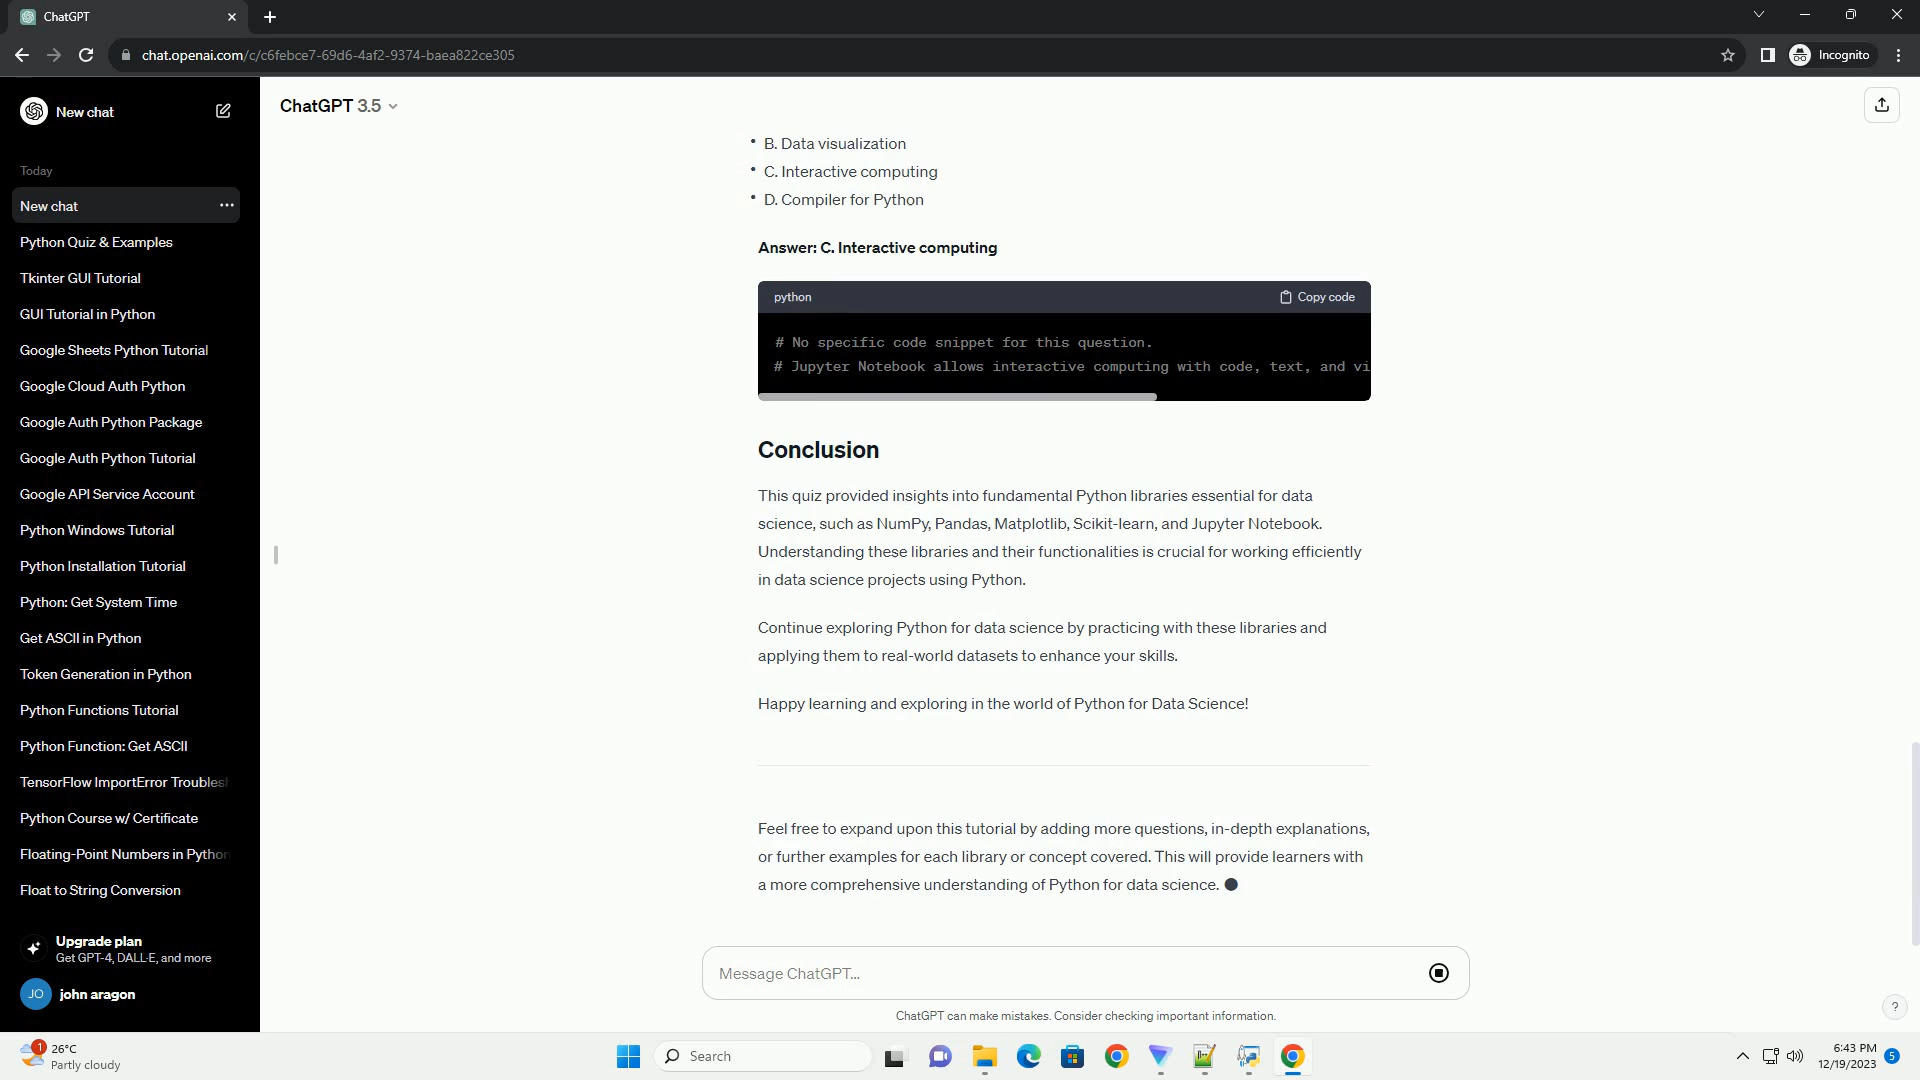 ChatGPT
chat.openai.com/c/c6febce7-69d6-4af2-9374-baea822ce305
Incognito
New chat
Today
New chat
Python Quiz & Examples
Tkinter GUI Tutorial
GUI Tutorial in Python
Google Sheets Python Tutorial
Google Cloud Auth Python
Google Auth Python Package
Google Auth Python Tutorial
Google API Service Account
Python Windows Tutorial
Python Installation Tutorial
Python: Get System Time
Get ASCII in Python
Token Generation in Python
Python Functions Tutorial
Python Function: Get ASCII
TensorFlow ImportError Troubles
Python Course w/ Certificate
Floating-Point Numbers in Python
Float to String Conversion
Upgrade plan
Get GPT-4, DALL·E, and more
JO john aragon
ChatGPT 3.5
• B. Data visualization
• C. Interactive computing
• D. Compiler for Python
Answer: C. Interactive computing
python Copy code
# No specific code snippet for this question.
# Jupyter Notebook allows interactive computing with code, text, and vi
Conclusion
This quiz provided insights into fundamental Python libraries essential for data
science, such as NumPy, Pandas, Matplotlib, Scikit-learn, and Jupyter Notebook.
Understanding these libraries and their functionalities is crucial for working efficiently
in data science projects using Python.
Continue exploring Python for data science by practicing with these libraries and
applying them to real-world datasets to enhance your skills.
Happy learning and exploring in the world of Python for Data Science!
Feel free to expand upon this tutorial by adding more questions, in-depth explanations,
or further examples for each library or concept covered. This will provide learners with
a more comprehensive understanding of Python for data science.
Message ChatGPT...
ChatGPT can make mistakes. Consider checking important information.
?
1
26°C
Partly cloudy
Search
6:43 PM
12/19/2023
5